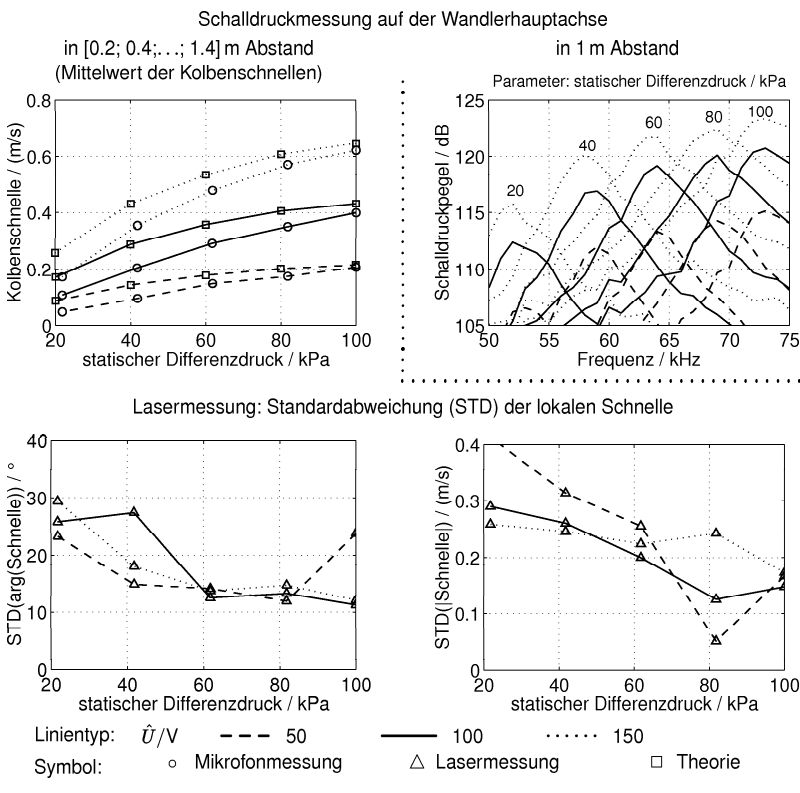 Schalldruckmessung auf der Wandlerhauptachse
in [0.2; 0.4;...; 1.4] m Abstand
(Mittelwert der Kolbenschnellen)
Kolbenschnelle / (m/s)
0.8
0.6
0.4
0.2
0
20 40 60 80 100
statischer Differenzdruck / kPa
in 1 m Abstand
Parameter: statischer Differenzdruck / kPa
Schalldruckpegel / dB
125
120
115
110
105
20 40 60 80 100
50 55 60 65 70 75
Frequenz / kHz
Lasermessung: Standardabweichung (STD) der lokalen Schnelle
STD(arg(Schnelle)) / °
40
30
20
10
0
20 40 60 80 100
statischer Differenzdruck / kPa
STD(|Schnelle|) / (m/s)
0.4
0.3
0.2
0.1
0
20 40 60 80 100
statischer Differenzdruck / kPa
Linientyp: Û/V 50 100 150
Symbol: Mikrofonmessung Lasermessung Theorie